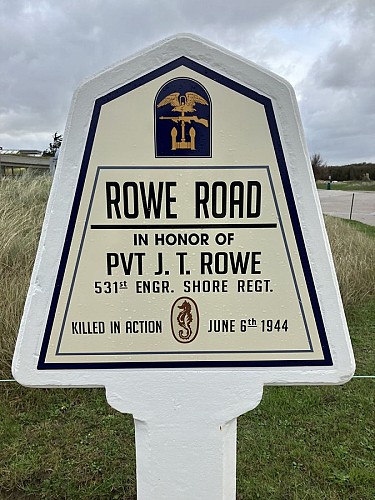 ROWE ROAD
IN HONOR OF
PVT J. T. ROWE
531st ENGR. SHORE REGT.
KILLED IN ACTION JUNE 6th 1944